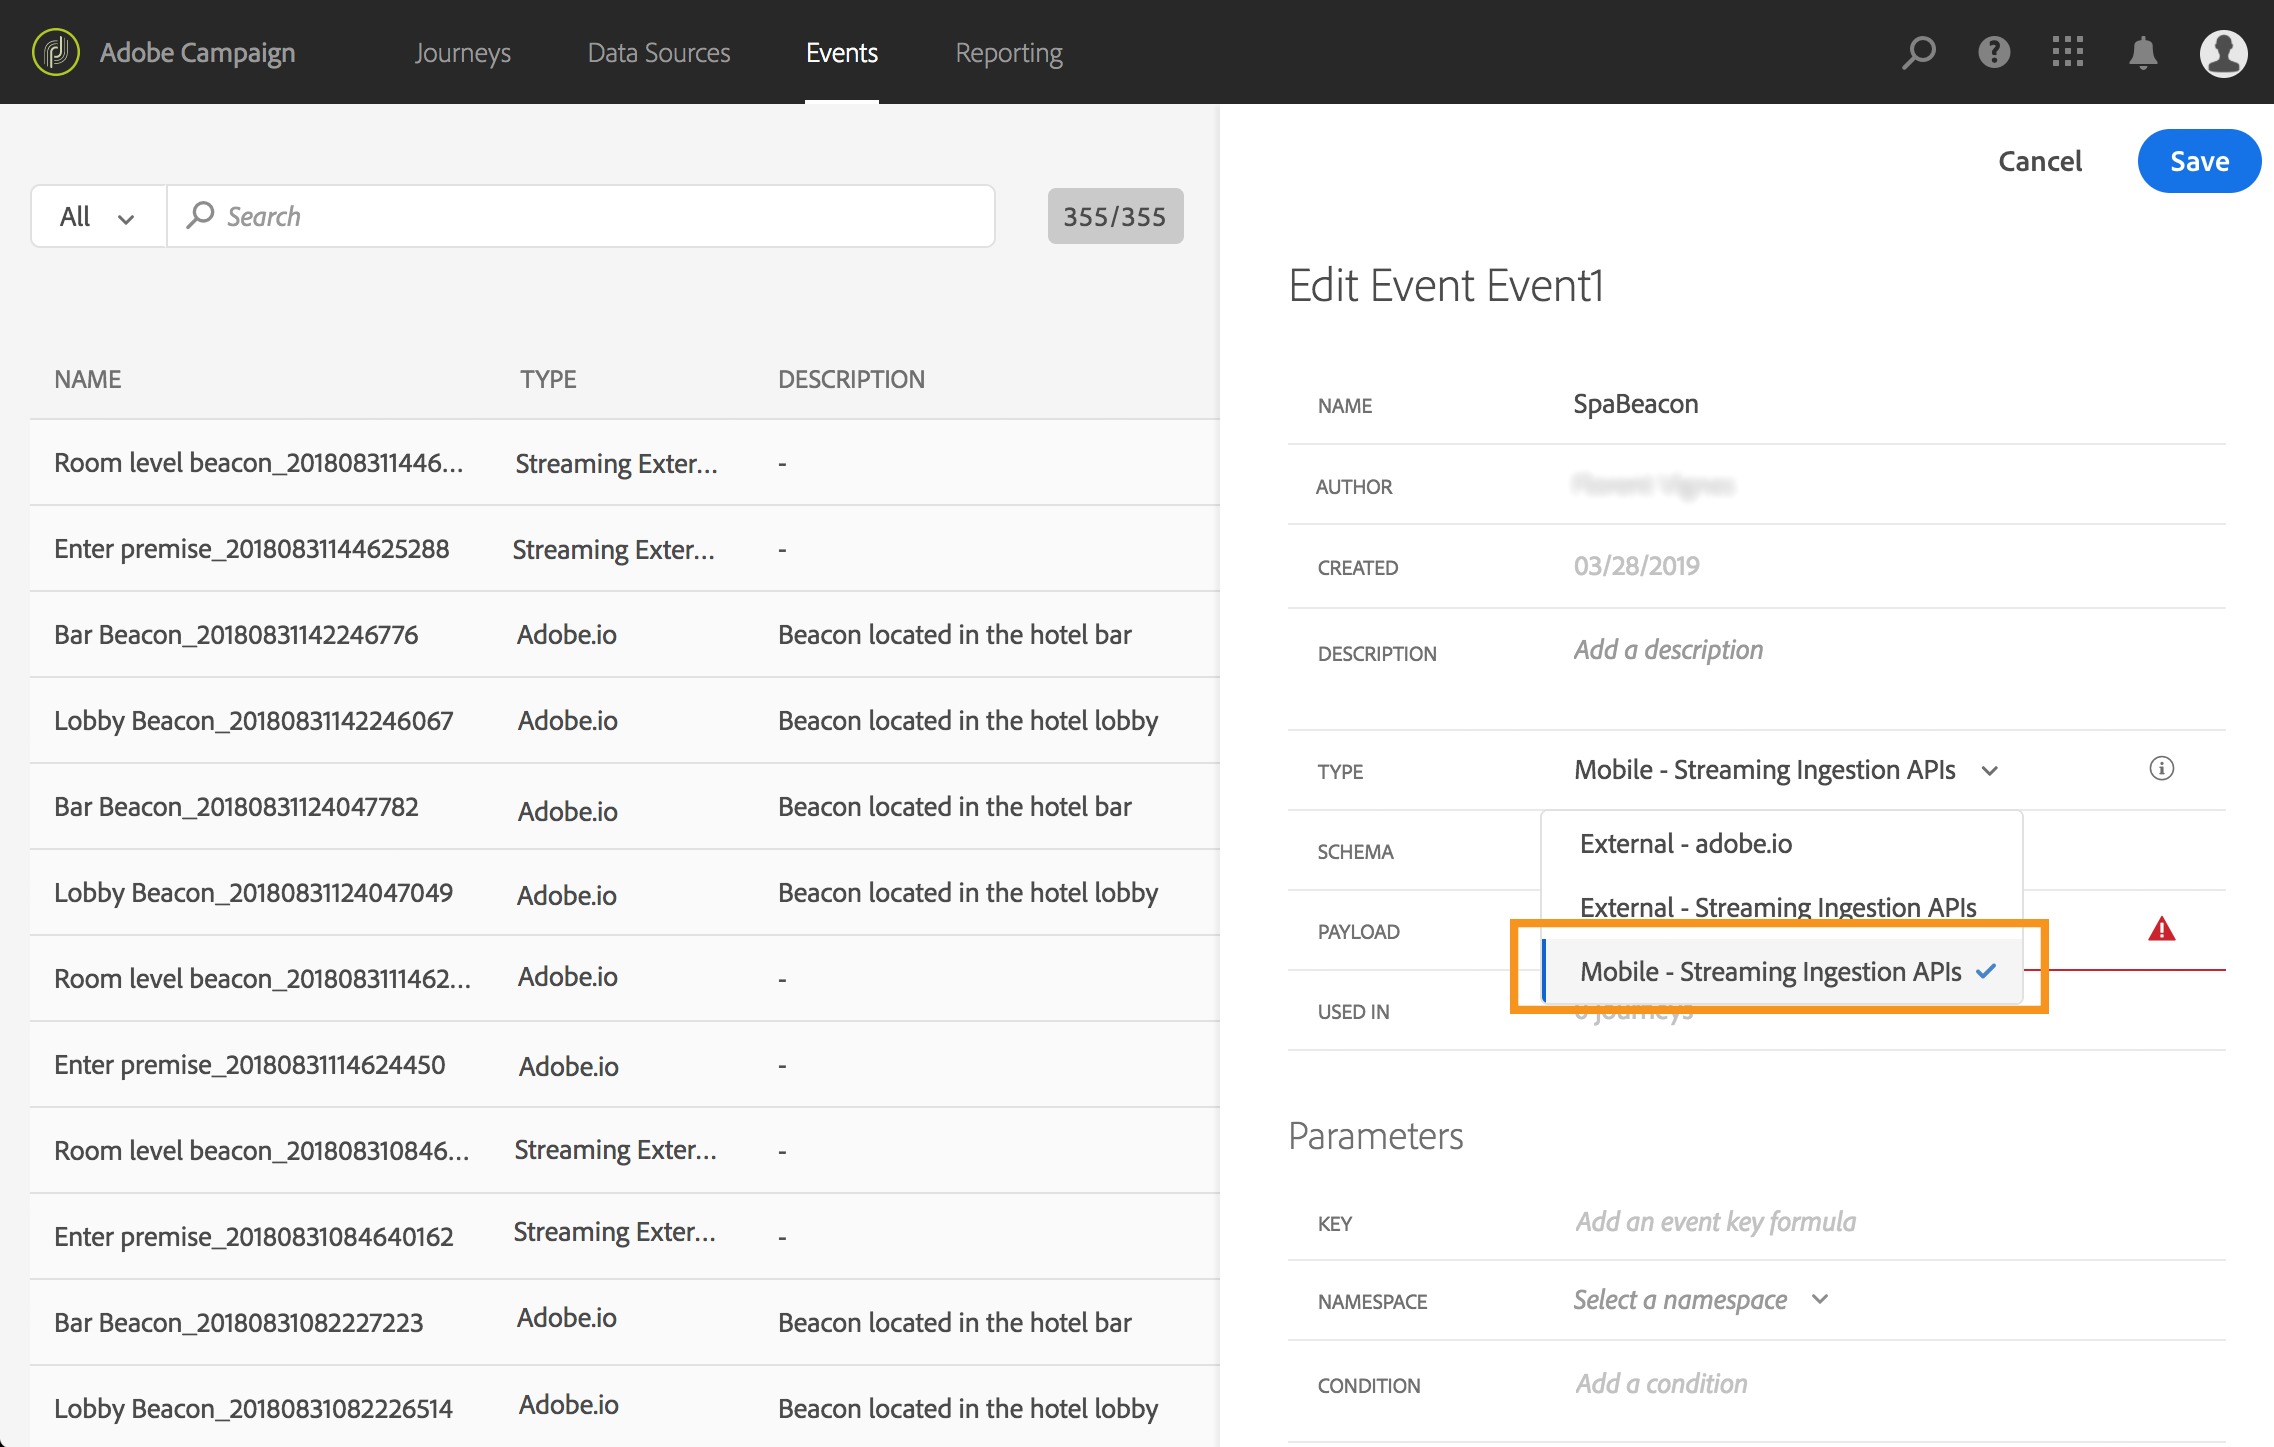 Adobe Campaign Journeys Data Sources Events Reporting
Cancel Save
All Search 355/355
Edit Event Event1
NAME TYPE DESCRIPTION
Room level beacon_201808311446... Streaming Exter... -
Enter premise_20180831144625288 Streaming Exter... -
Bar Beacon_20180831142246776 Adobe.io Beacon located in the hotel bar
Lobby Beacon_20180831142246067 Adobe.io Beacon located in the hotel lobby
Bar Beacon_20180831124047782 Adobe.io Beacon located in the hotel bar
Lobby Beacon_20180831124047049 Adobe.io Beacon located in the hotel lobby
Room level beacon_2018083111462... Adobe.io -
Enter premise_20180831114624450 Adobe.io -
Room level beacon_201808310846... Streaming Exter... -
Enter premise_20180831084640162 Streaming Exter... -
Bar Beacon_20180831082227223 Adobe.io Beacon located in the hotel bar
Lobby Beacon_20180831082226514 Adobe.io Beacon located in the hotel lobby
NAME SpaBeacon
AUTHOR
CREATED 03/28/2019
DESCRIPTION Add a description
TYPE Mobile - Streaming Ingestion APIs
External - adobe.io
SCHEMA
External - Streaming Ingestion APIs
PAYLOAD
Mobile - Streaming Ingestion APIs
USED IN journeys
Parameters
KEY Add an event key formula
NAMESPACE Select a namespace
CONDITION Add a condition